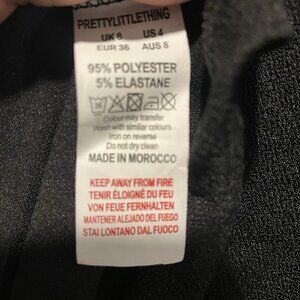 PRETTYLITTLETHING
UK 8 US 4
EUR 36 AUS 8
95% POLYESTER
5% ELASTANE
30
Colour may transfer
Wash with similar colours
Iron on reverse
Do not dry clean
MADE IN MOROCCO
KEEP AWAY FROM FIRE
TENIR ÉLOIGNÉ DU FEU
VON FEUE FERNHALTEN
MANTENER ALEJADO DEL FUEGO
STAI LONTANO DAL FUOCO